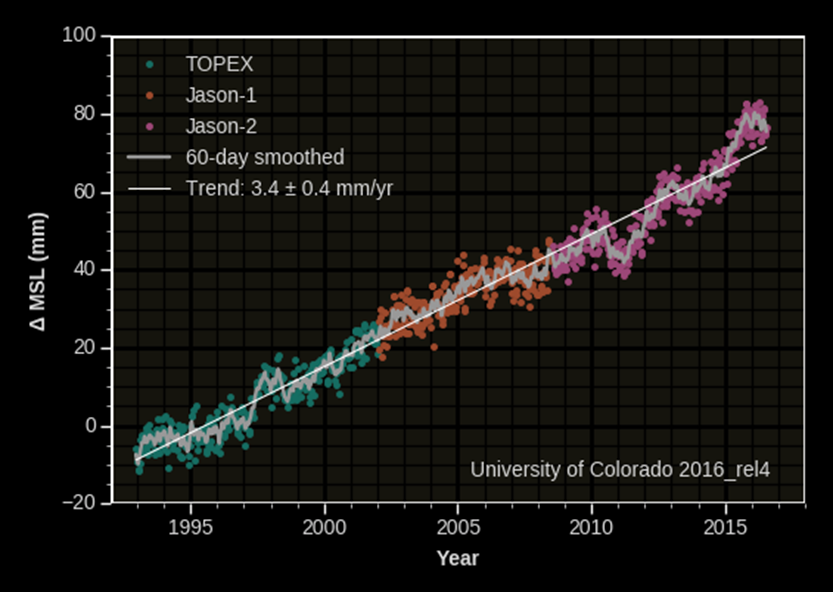 100
80
60
40
20
0
−20
Δ MSL (mm)
TOPEX
Jason-1
Jason-2
60-day smoothed
Trend: 3.4 ± 0.4 mm/yr
University of Colorado 2016_rel4
1995 2000 2005 2010 2015
Year